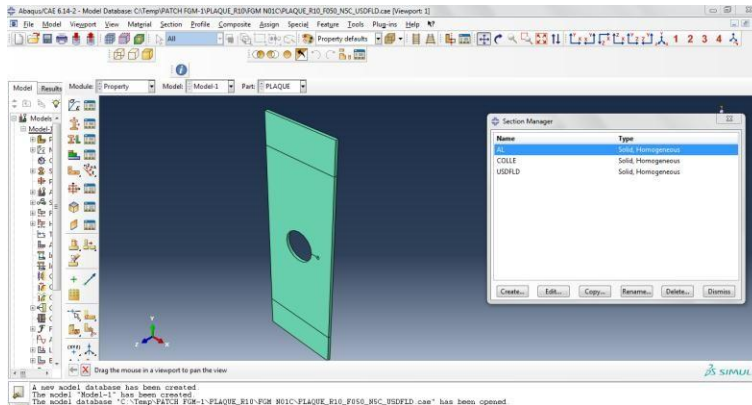 Abaqus/CAE 6.14-2 - Model Database: C:\Temp\PATCH FGM-1\PLAQUE_R10\FGM N01C\PLAQUE_R10_F050_N5C_USDFLD.cae [Viewport: 1]
File Model Viewport View Material Section Profile Composite Assign Special Feature Tools Plug-ins Help
All Property defaults 1 2 3 4
Model Results Module: Property Model: Model-1 Part: PLAQUE
Models
Model-1
Section Manager
Name Type
AL Solid, Homogeneous
COLLE Solid, Homogeneous
USDFLD Solid, Homogeneous
Create... Edit... Copy... Rename... Delete... Dismiss
Y
Z X
Drag the mouse in a viewport to pan the view
SIMUL
A new model database has been created.
The model "Model-1" has been created.
The model database "C:\Temp\PATCH FGM-1\PLAQUE_R10\FGM N01C\PLAQUE_R10_F050_N5C_USDFLD.cae" has been opened.